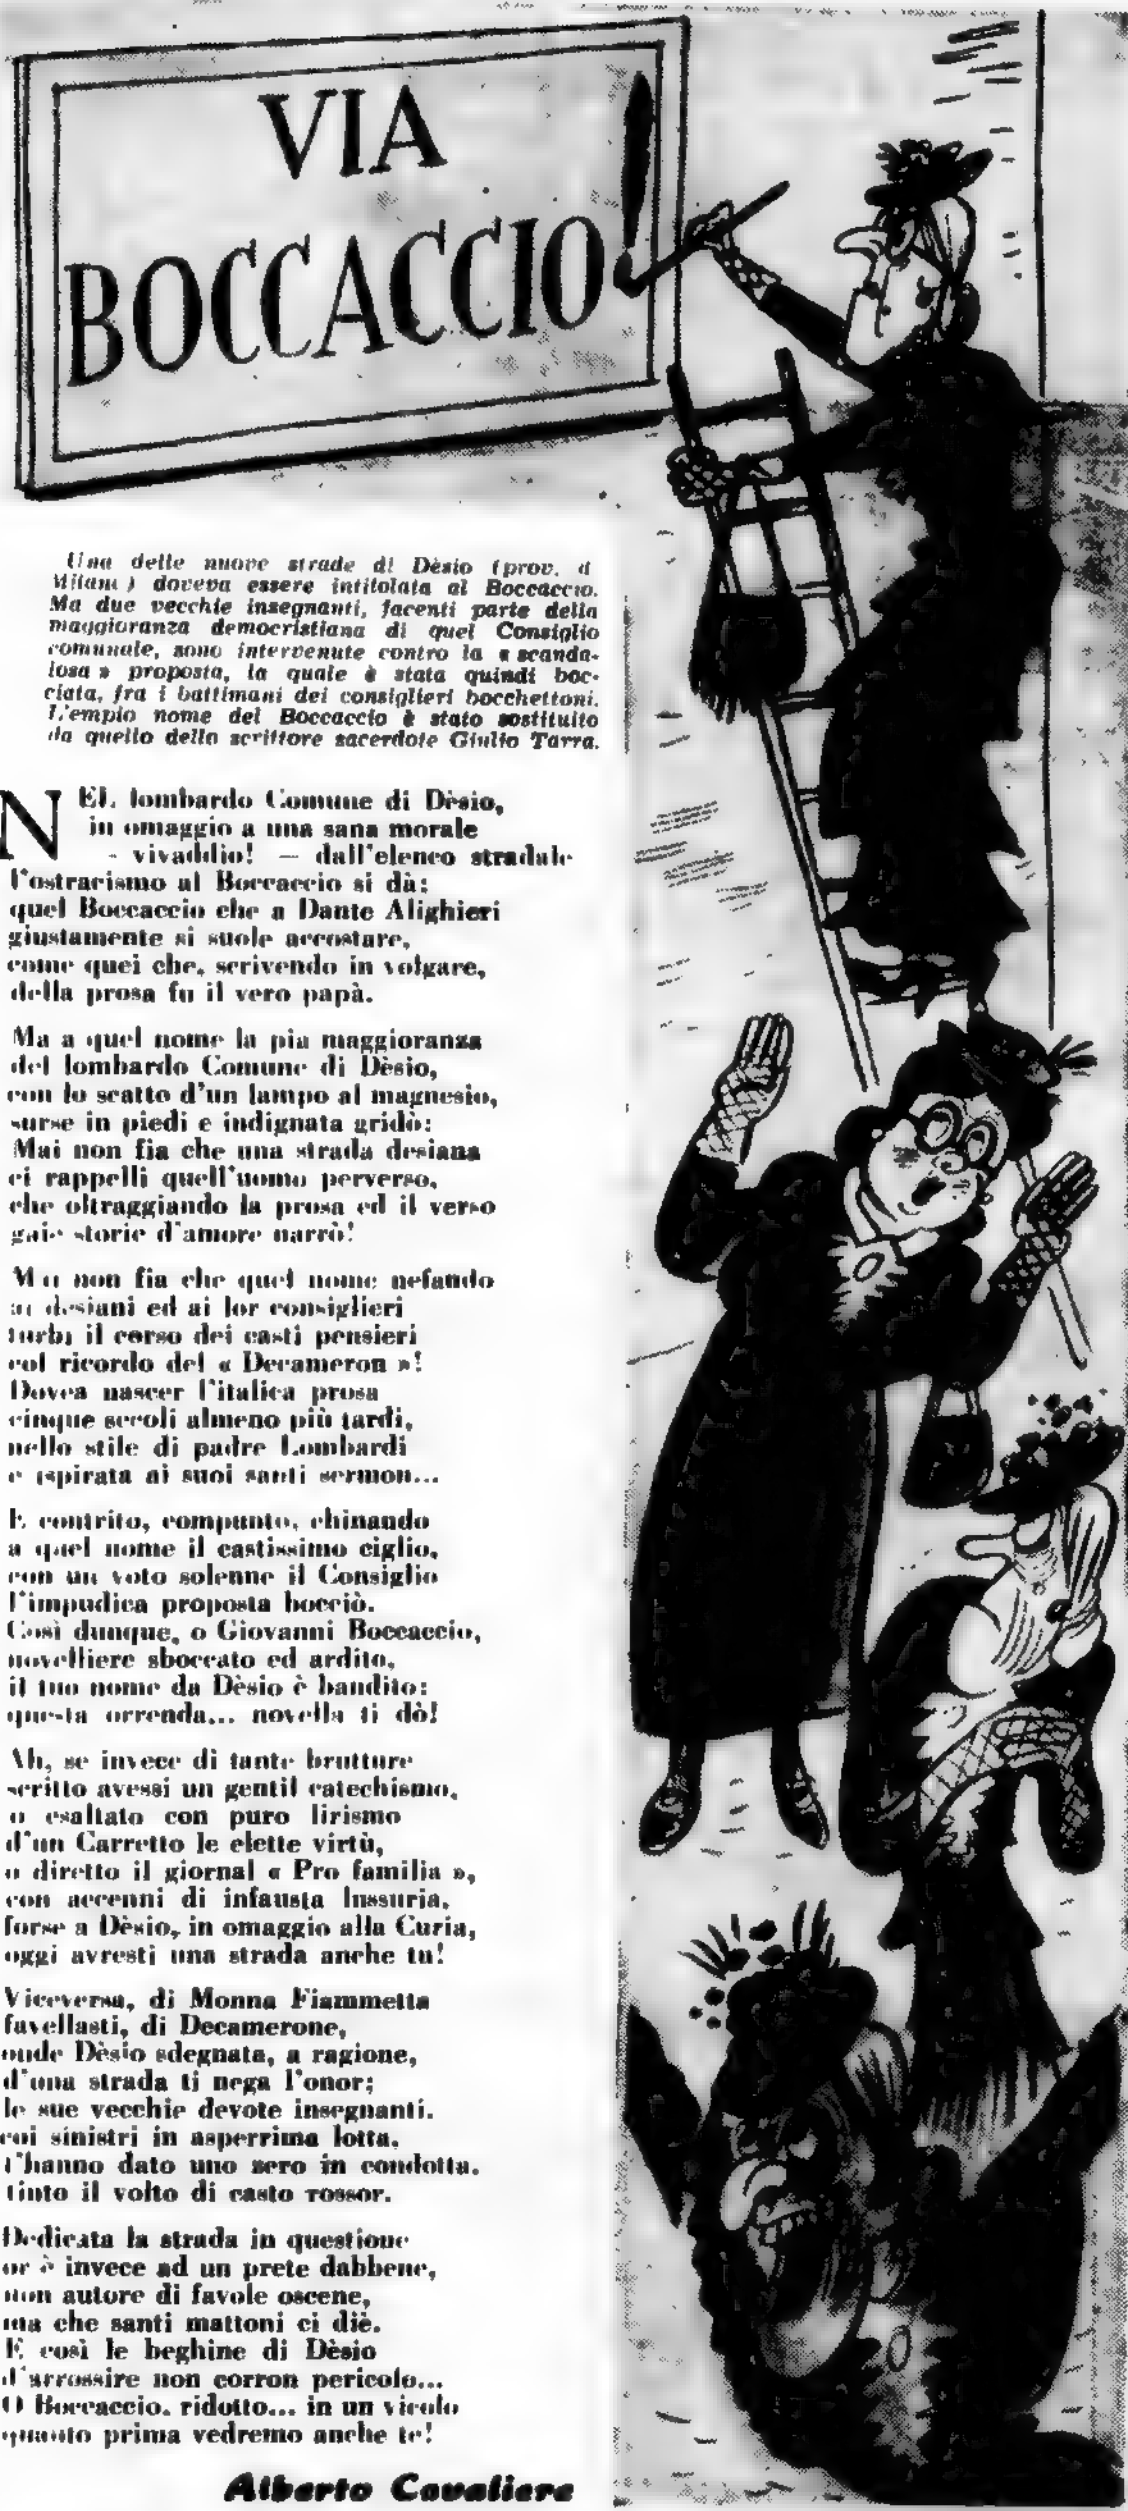 VIA
BOCCACCIO!
Una delle nuove strade di Dèsio (prov. d
Milano) doveva essere intitolata al Boccaccio.
Ma due vecchie insegnanti, facenti parte della
maggioranza democristiana di quel Consiglio
comunale, sono intervenute contro la « scanda-
losa » proposta, la quale è stata quindi boc-
ciata, fra i battimani dei consiglieri bocchettoni.
L'empio nome del Boccaccio è stato sostituito
da quello dello scrittore sacerdote Giulio Tarra.
NEL lombardo Comune di Dèsio,
in omaggio a una sana morale
- vivaddio! — dall'elenco stradale
l'ostracismo al Boccaccio si dà:
quel Boccaccio che a Dante Alighieri
giustamente si suole accostare,
come quei che, scrivendo in volgare,
della prosa fu il vero papà.
Ma a quel nome la pia maggioranza
del lombardo Comune di Dèsio,
con lo scatto d'un lampo al magnesio,
surse in piedi e indignata gridò:
Mai non fia che una strada desiana
ci rappelli quell'uomo perverso,
che oltraggiando la prosa ed il verso
gaie storie d'amore narrò!
Mai non fia che quel nome nefando
ai desiani ed ai lor consiglieri
turbi il corso dei casti pensieri
col ricordo del « Decameron »!
Dovea nascer l'italica prosa
cinque secoli almeno più tardi,
nello stile di padre Lombardi
e ispirata ai suoi santi sermon...
E contrito, compunto, chinando
a quel nome il castissimo ciglio,
con un voto solenne il Consiglio
l'impudica proposta bocciò.
Così dunque, o Giovanni Boccaccio,
novelliere sboccato ed ardito,
il tuo nome da Dèsio è bandito:
questa orrenda... novella ti dò!
Ah, se invece di tante brutture
scritto avessi un gentil catechismo,
o esaltato con puro lirismo
d'un Carretto le elette virtù,
o diretto il giornal « Pro familia »,
con accenni di infausta lussuria,
forse a Dèsio, in omaggio alla Curia,
oggi avresti una strada anche tu!
Viceversa, di Monna Fiammetta
favellasti, di Decamerone,
onde Dèsio sdegnata, a ragione,
d'una strada ti nega l'onor;
le sue vecchie devote insegnanti,
coi sinistri in asperrima lotta,
t'hanno dato uno zero in condotta,
tinto il volto di casto rossor.
Dedicata la strada in questione
or è invece ad un prete dabbene,
non autore di favole oscene,
ma che santi mattoni ci diè.
E così le beghine di Dèsio
d'arrossire non corron pericolo...
O Boccaccio, ridotto... in un vicolo
quanto prima vedremo anche te!
Alberto Cavaliere